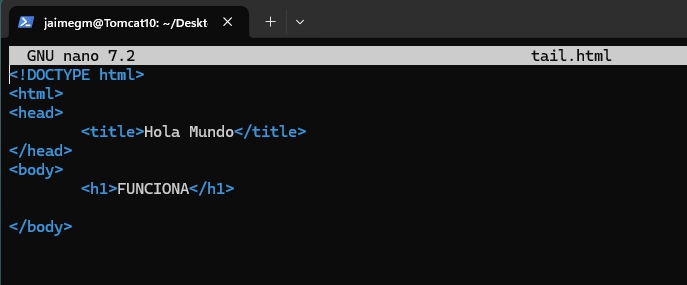 jaimegm@Tomcat10: ~/Deskt
GNU nano 7.2 tail.html
<!DOCTYPE html>
<html>
<head>
<title>Hola Mundo</title>
</head>
<body>
<h1>FUNCIONA</h1>
</body>